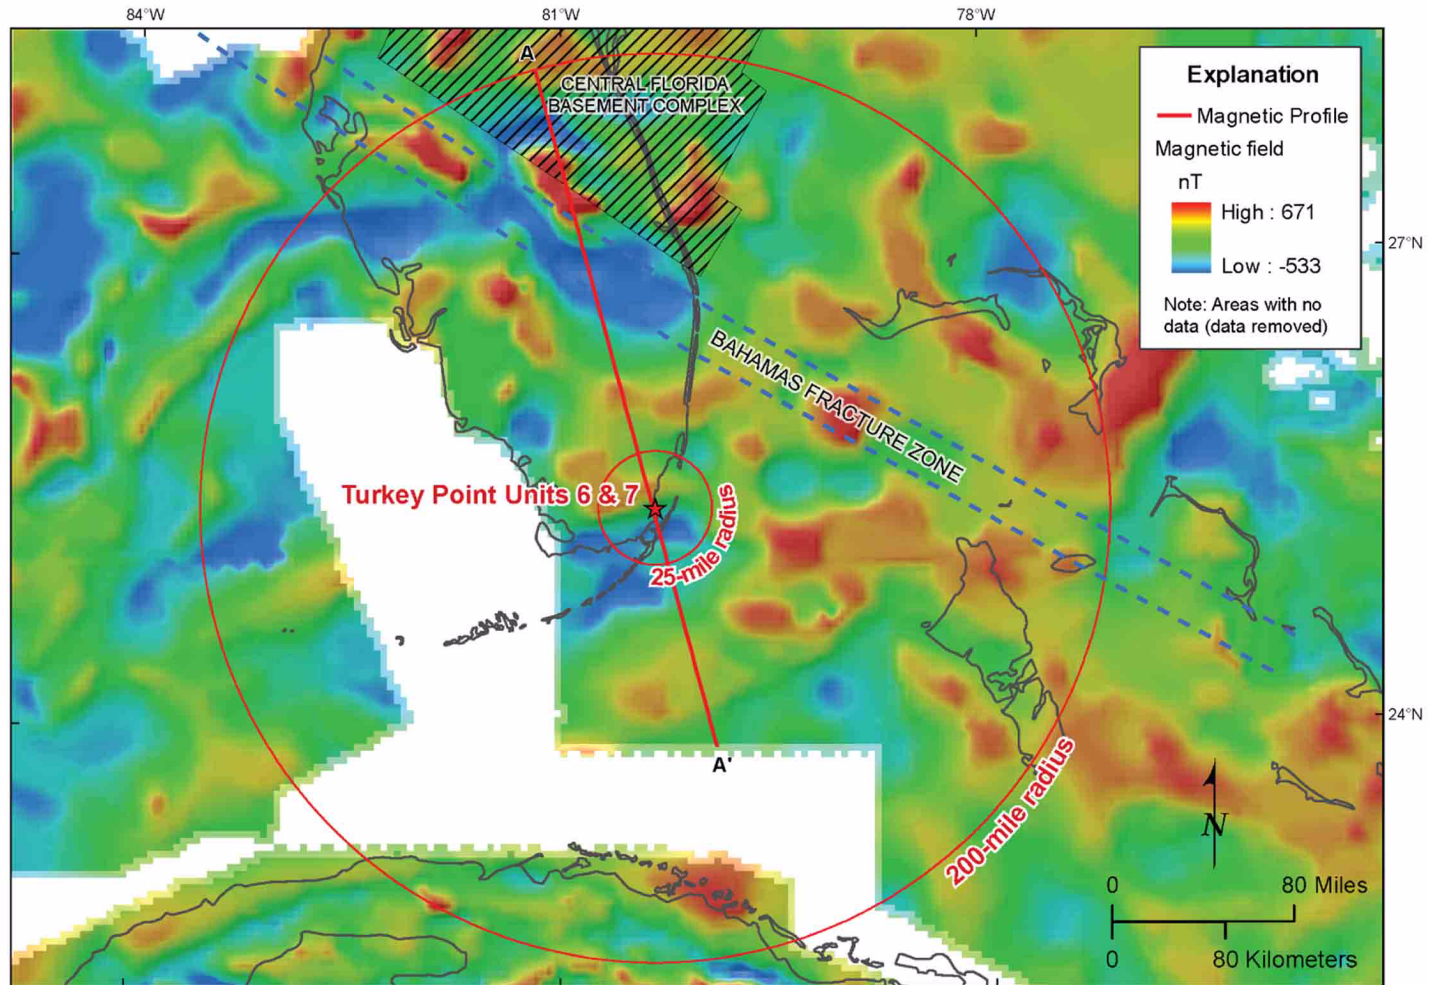 84°W
81°W
78°W
A
CENTRAL FLORIDA
BASEMENT COMPLEX
Explanation
Magnetic Profile
Magnetic field
nT
High : 671
Low : -533
Note: Areas with no
data (data removed)
27°N
BAHAMAS FRACTURE ZONE
Turkey Point Units 6 & 7
25-mile radius
24°N
A'
200-mile radius
N
0 80 Miles
0 80 Kilometers